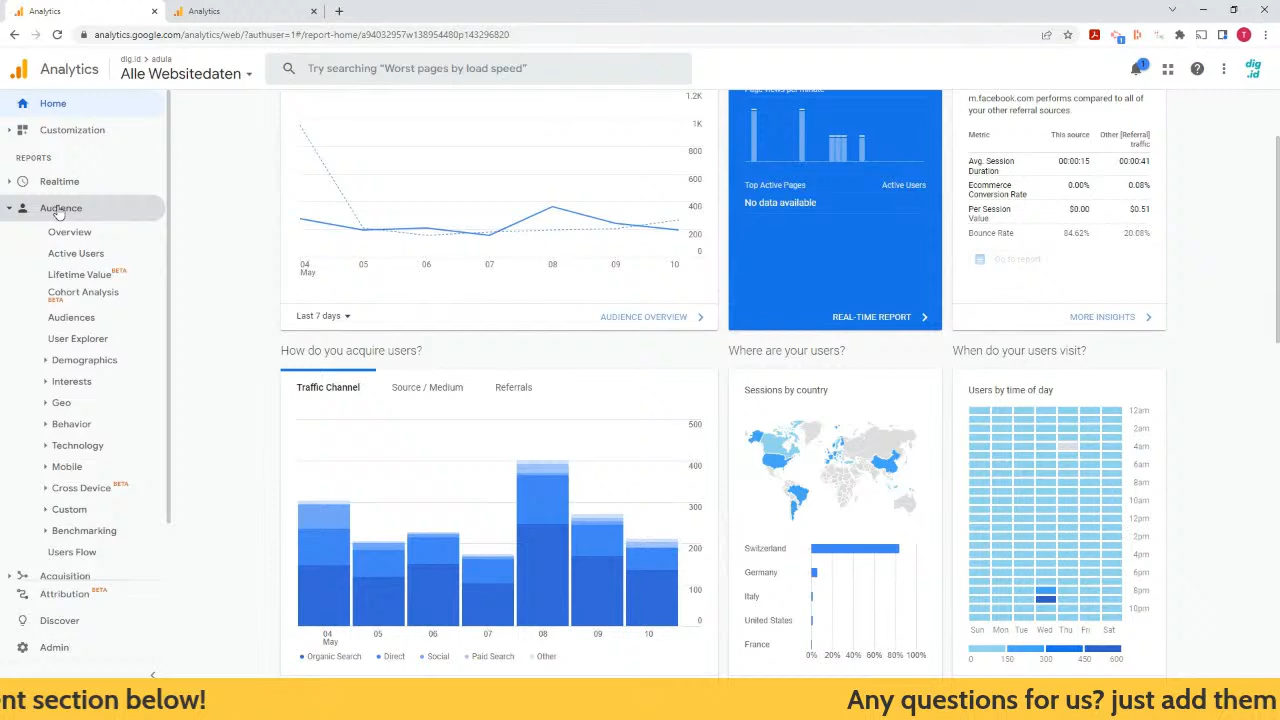 Analytics
Analytics
analytics.google.com/analytics/web/?authuser=1#/report-home/a94032957w138954480p143296820
T
Analytics
dig.id > adula
Alle Websitedaten
Try searching "Worst pages by load speed"
1
dig
.id
Home
Customization
REPORTS
Realtime
Audience
Overview
Active Users
Lifetime Value BETA
Cohort Analysis
BETA
Audiences
User Explorer
Demographics
Interests
Geo
Behavior
Technology
Mobile
Cross Device BETA
Custom
Benchmarking
Users Flow
Acquisition
Attribution BETA
Discover
Admin
1.2K
1K
800
600
400
200
0
04
May
05
06
07
08
09
10
Last 7 days
AUDIENCE OVERVIEW
Page views per minute
Top Active Pages
Active Users
No data available
REAL-TIME REPORT
m.facebook.com performs compared to all of
your other referral sources.
Metric
This source
Other [Referral]
traffic
Avg. Session
Duration
00:00:15
00:00:41
Ecommerce
Conversion Rate
0.00%
0.08%
Per Session
Value
$0.00
$0.51
Bounce Rate
84.62%
20.08%
Go to report
MORE INSIGHTS
How do you acquire users?
Traffic Channel
Source / Medium
Referrals
500
400
300
200
100
0
04
May
05
06
07
08
09
10
Organic Search
Direct
Social
Paid Search
Other
Where are your users?
Sessions by country
Switzerland
Germany
Italy
United States
France
0%
20%
40%
60%
80%
100%
When do your users visit?
Users by time of day
12am
2am
4am
6am
8am
10am
12pm
2pm
4pm
6pm
8pm
10pm
Sun
Mon
Tue
Wed
Thu
Fri
Sat
0
150
300
450
600
nt section below!
Any questions for us? just add them